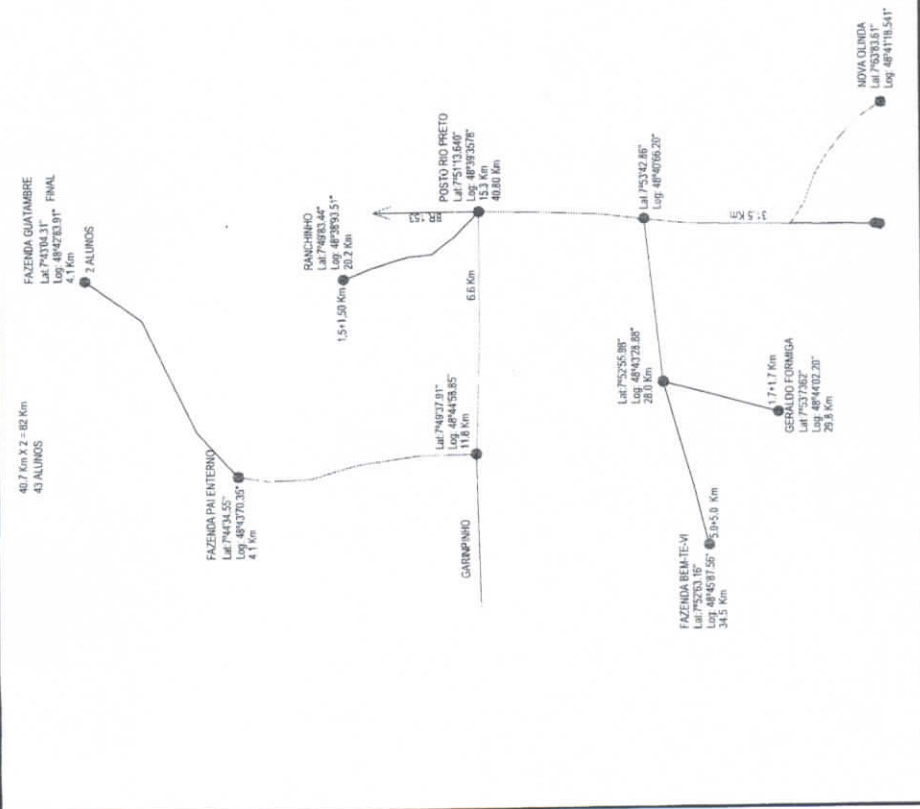 40.7 Km X 2 = 82 Km
43 ALUNOS
FAZENDA GUATAMBRE
Lat:7°43'04.31" FINAL
Log: 48°42'83.91"
4.1 Km
2 ALUNOS
FAZENDA PAI ENTERNO
Lat:7°44'34.55"
Log: 48°43'70.35"
4.1 Km
RANCHINHO
Lat:7°49'83.44"
Log: 48°38'93.51"
20.2 Km
1,5+1,50 Km
POSTO RIO PRETO
Lat:7°51'13.640"
Log: 48°39'3578"
15.3 Km
40.80 Km
6.6 Km
Lat:7°49'37.91"
Log: 48°44'58.85"
11.8 Km
GARINPINHO
Lat:7°53'42.86"
Log: 48°40'66.20"
31.5 Km
Lat:7°52'55.98"
Log: 48°43'28.88"
28.0 Km
1.7+1.7 Km
GERALDO FORMIGA
Lat:7°53'7362"
Log: 48°44'02.20"
29.8 Km
5.0+5.0 Km
FAZENDA BEM-TE-VI
Lat:7°52'63.16"
Log: 48°45'87.56"
34.5 Km
NOVA OLINDA
Lat:7°63'83.61"
Log: 48°41'18.541"